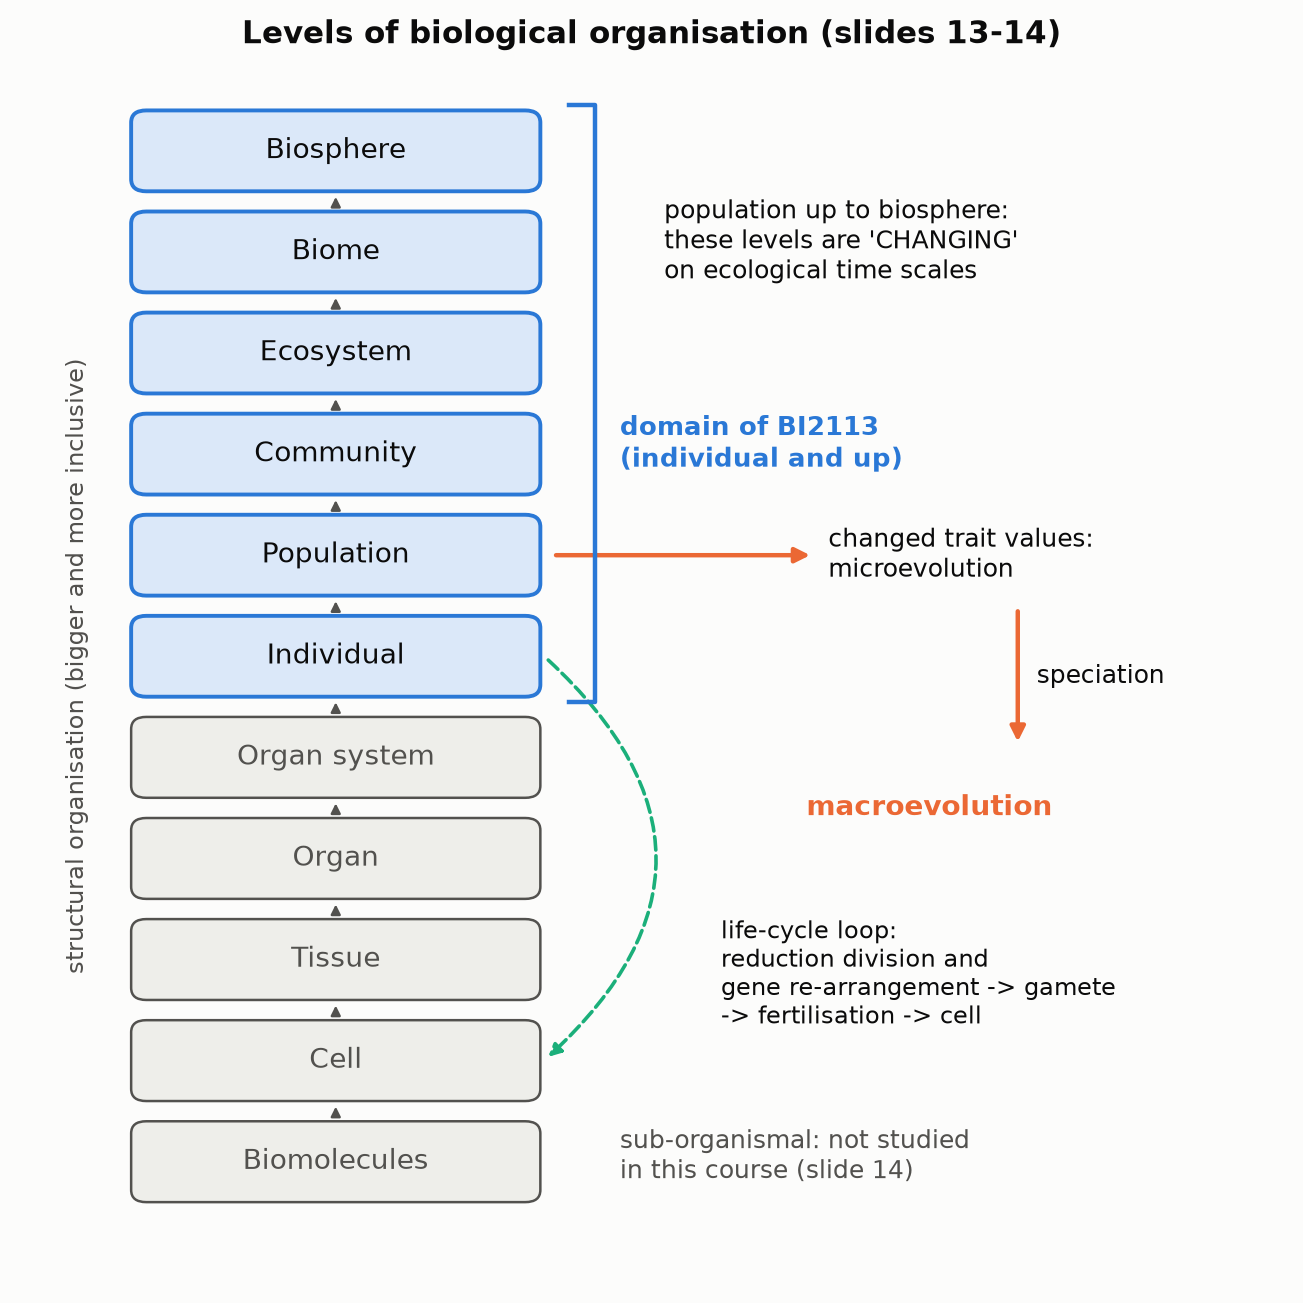 Levels of biological organisation (slides 13-14)
Biosphere
population up to biosphere:
these levels are 'CHANGING'
on ecological time scales
Biome
Ecosystem
Community
domain of BI2113
(individual and up)
Population
changed trait values:
microevolution
Individual
speciation
Organ system
macroevolution
Organ
Tissue
life-cycle loop:
reduction division and
gene re-arrangement -> gamete
-> fertilisation -> cell
Cell
Biomolecules
sub-organismal: not studied
in this course (slide 14)
structural organisation (bigger and more inclusive)